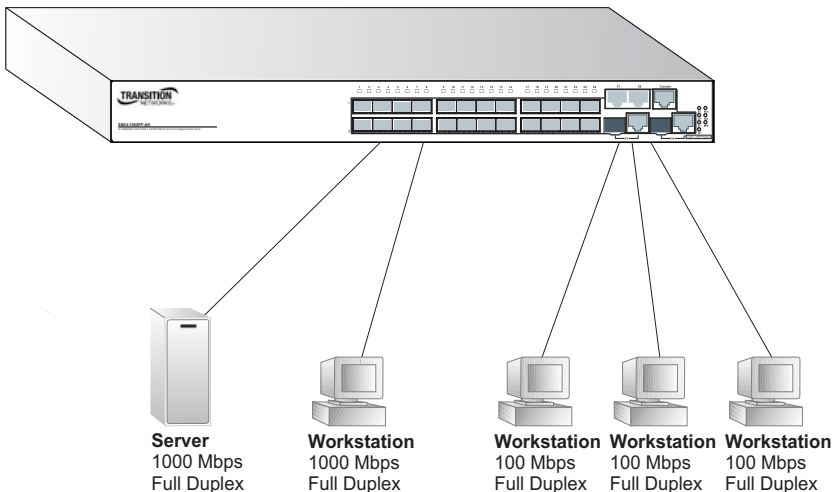 TRANSITION
NETWORKS
Console
Server
1000 Mbps
Full Duplex
Workstation
1000 Mbps
Full Duplex
Workstation
100 Mbps
Full Duplex
Workstation
100 Mbps
Full Duplex
Workstation
100 Mbps
Full Duplex